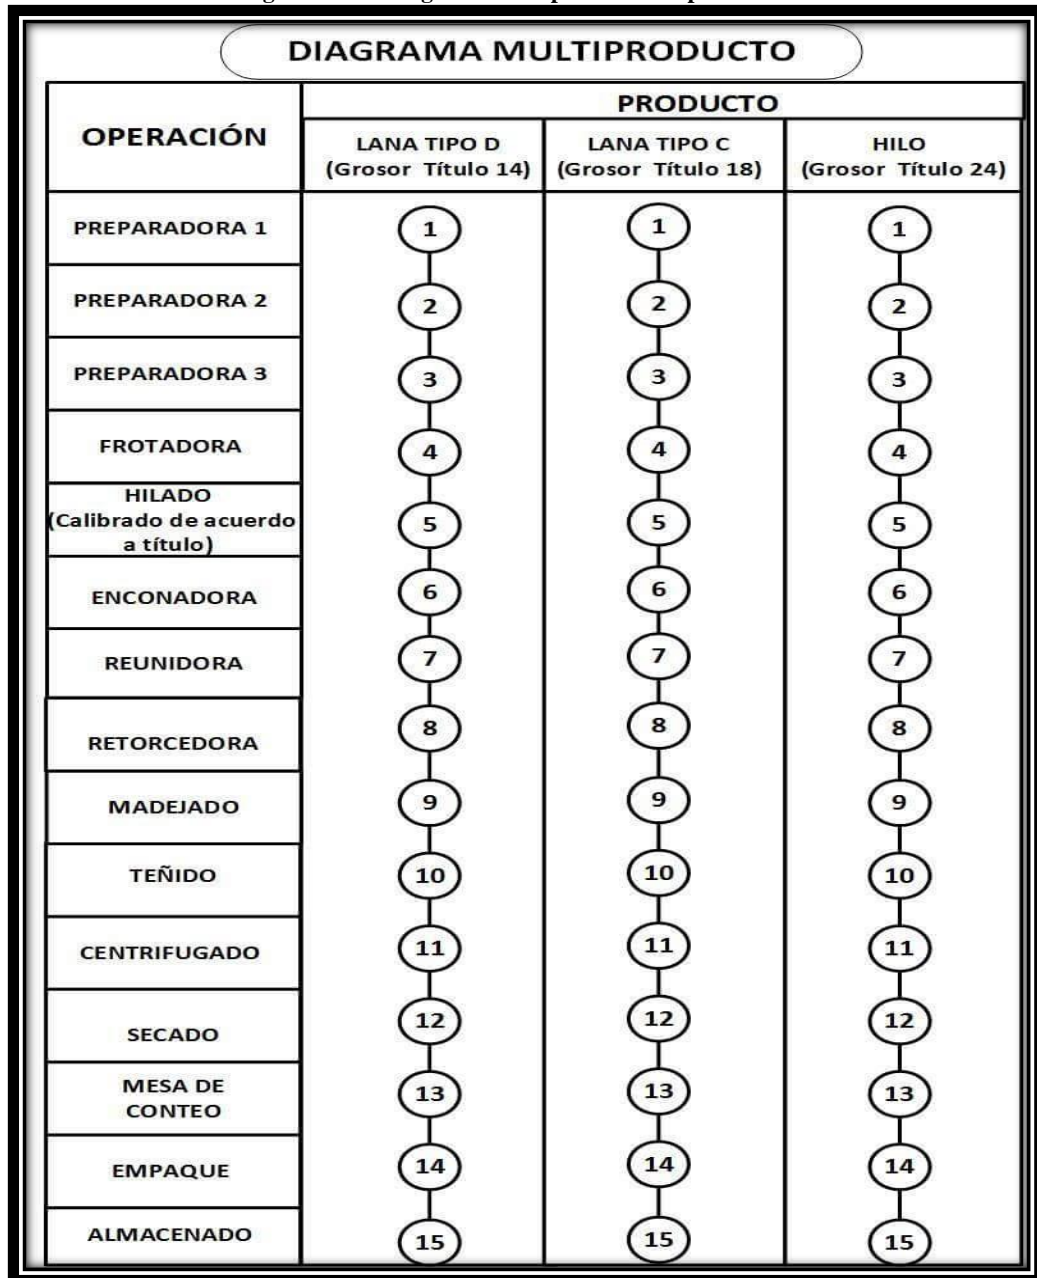 DIAGRAMA MULTIPRODUCTO
OPERACIÓN
PRODUCTO
LANA TIPO D
(Grosor Título 14)
LANA TIPO C
(Grosor Título 18)
HILO
(Grosor Título 24)
PREPARADORA 1
1 1 1
PREPARADORA 2
2 2 2
PREPARADORA 3
3 3 3
FROTADORA
4 4 4
HILADO
(Calibrado de acuerdo
a título)
5 5 5
ENCONADORA
6 6 6
REUNIDORA
7 7 7
RETORCEDORA
8 8 8
MADEJADO
9 9 9
TEÑIDO
10 10 10
CENTRIFUGADO
11 11 11
SECADO
12 12 12
MESA DE
CONTEO
13 13 13
EMPAQUE
14 14 14
ALMACENADO
15 15 15